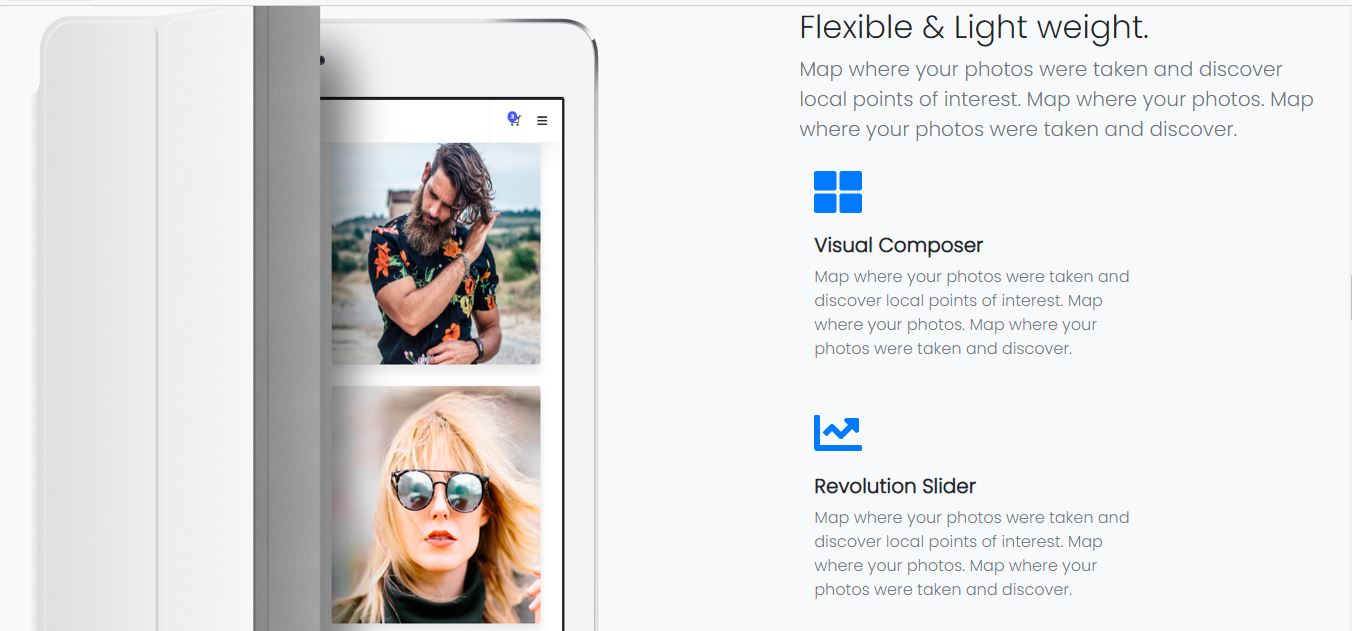 Flexible & Light weight.
Map where your photos were taken and discover
local points of interest. Map where your photos. Map
where your photos were taken and discover.
Visual Composer
Map where your photos were taken and
discover local points of interest. Map
where your photos. Map where your
photos were taken and discover.
Revolution Slider
Map where your photos were taken and
discover local points of interest. Map
where your photos. Map where your
photos were taken and discover.